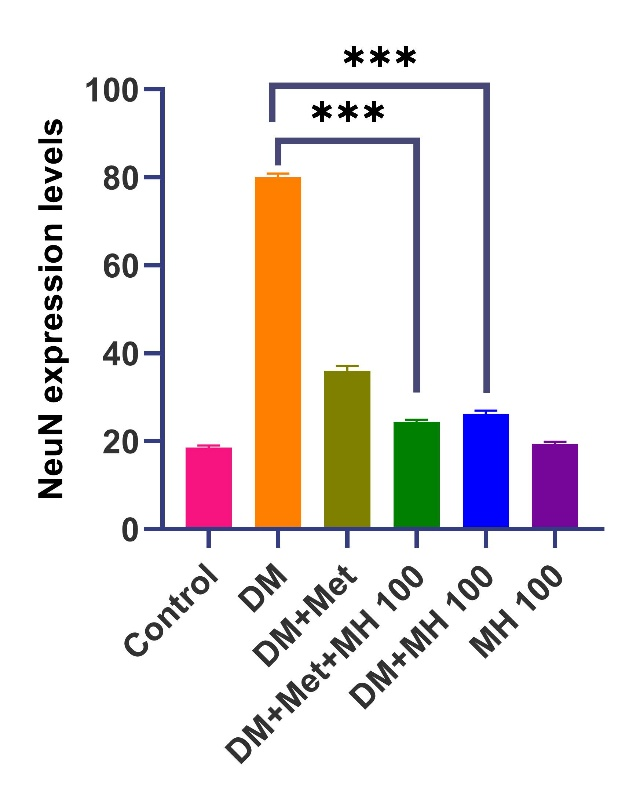 ***
***
NeuN expression levels
100
80
60
40
20
0
Control
DM
DM+Met
DM+Met+MH 100
DM+MH 100
MH 100